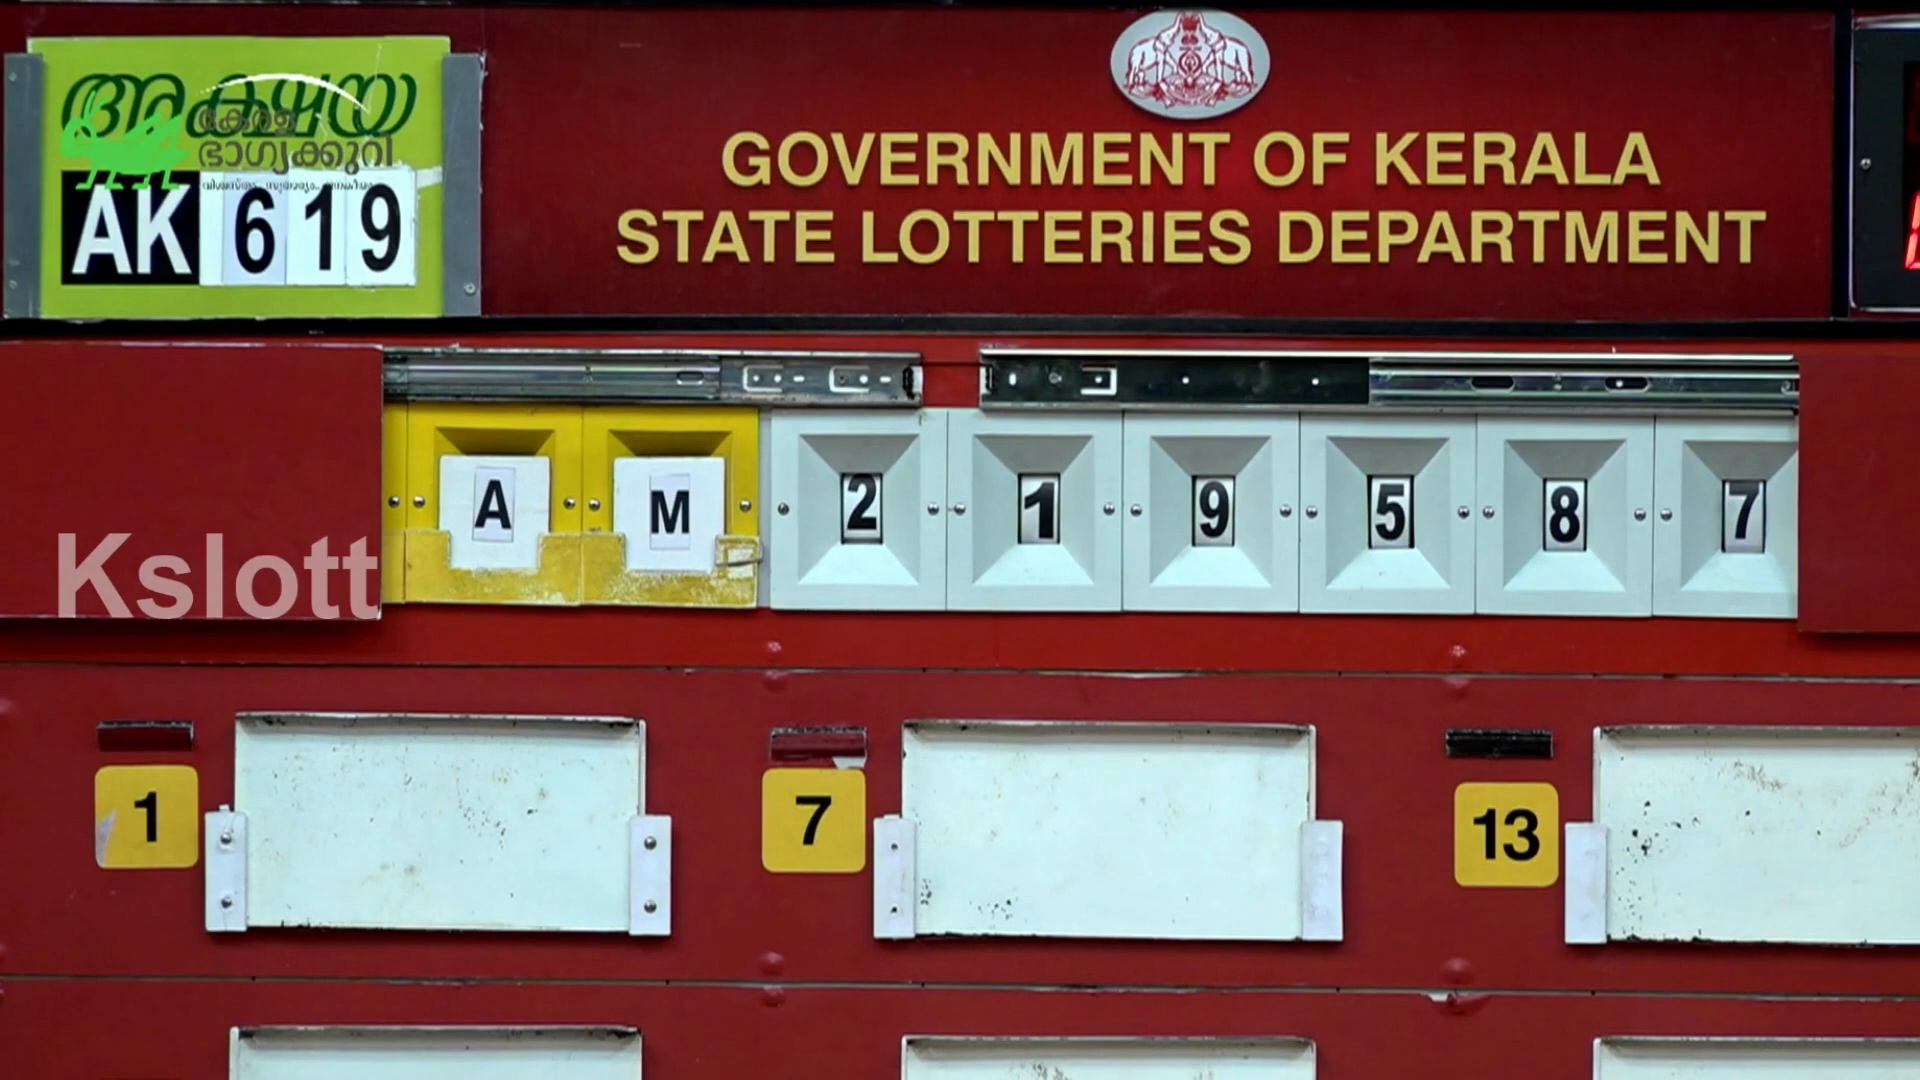 അക്ഷയ
കേരള
ഭാഗ്യക്കുറി
AK 619
GOVERNMENT OF KERALA
STATE LOTTERIES DEPARTMENT
A M 2 1 9 5 8 7
Kslott
1 7 13